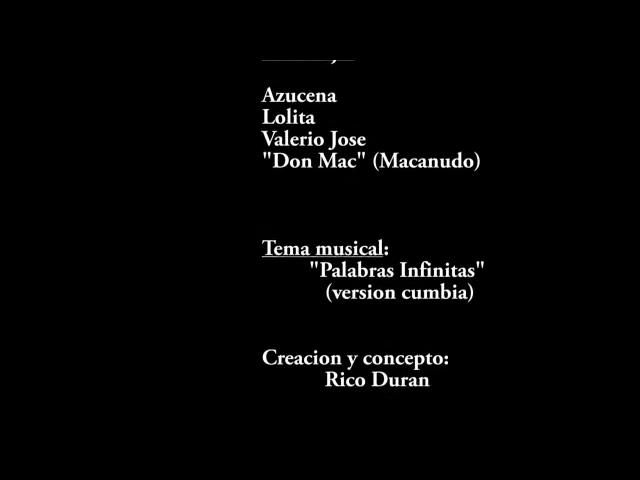 Azucena
Lolita
Valerio Jose
"Don Mac" (Macanudo)
Tema musical:
"Palabras Infinitas"
(version cumbia)
Creacion y concepto:
Rico Duran